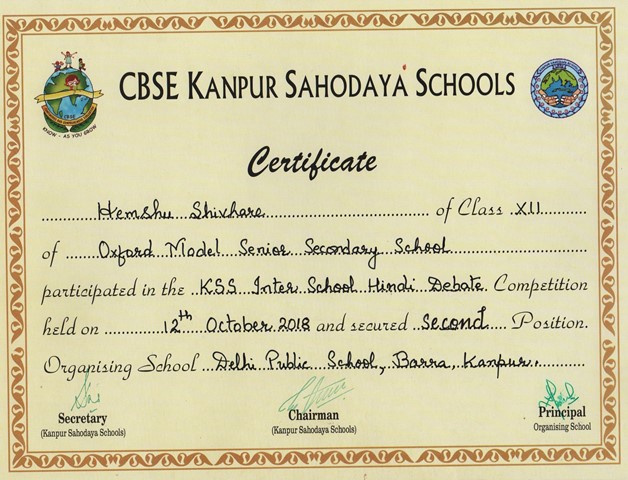 CBSE KANPUR SAHODAYA SCHOOLS
KNOW - AS YOU GROW
Certificate
Hemshu Shivhare of Class XII
of Oxford Model Senior Secondary School
participated in the KSS Inter School Hindi Debate Competition
held on 12th October 2018 and secured Second Position.
Organising School Delhi Public School, Barra, Kanpur.
Secretary
(Kanpur Sahodaya Schools)
Chairman
(Kanpur Sahodaya Schools)
Principal
Organising School